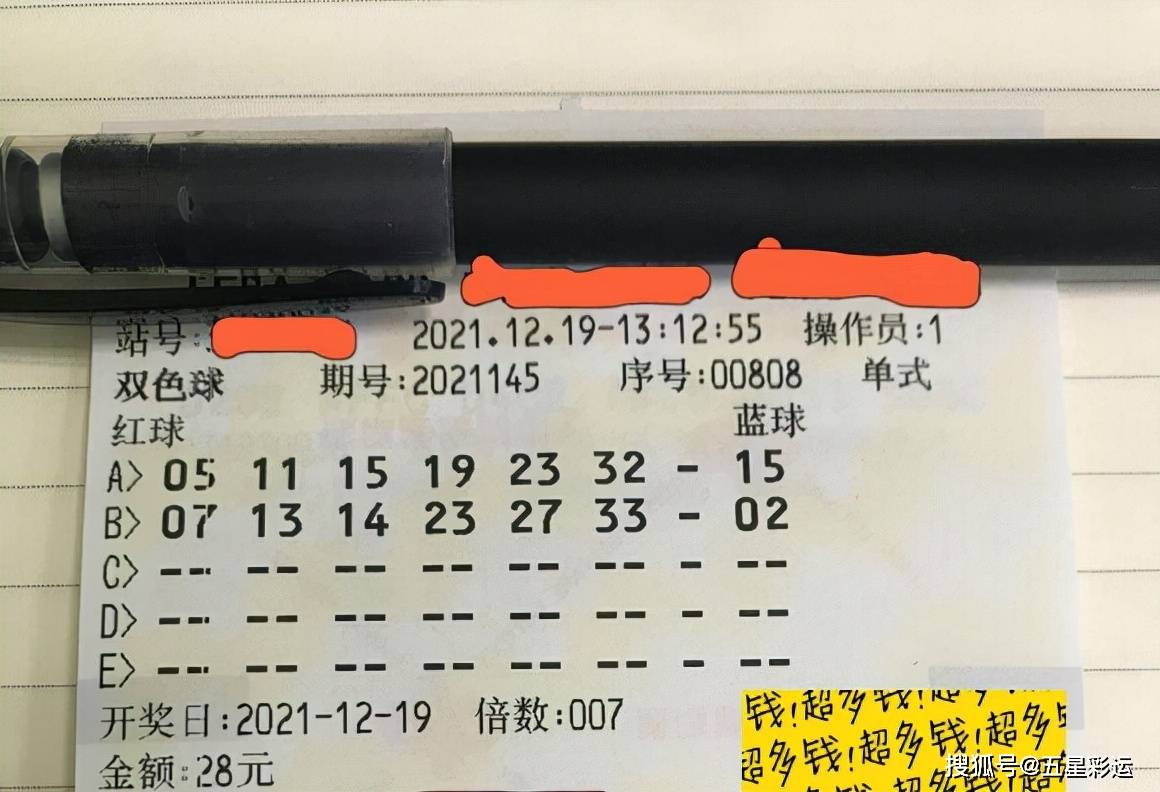 站号: 2021.12.19-13:12:55 操作员:1
双色球 期号:2021145 序号:00808 单式
红球 蓝球
A> 05 11 15 19 23 32 - 15
B> 07 13 14 23 27 33 - 02
C> -- -- -- -- -- -- - --
D> -- -- -- -- -- -- - --
E> -- -- -- -- -- -- - --
开奖日:2021-12-19 倍数:007
金额:28元
钱!超多钱!超多
超多钱!超多钱!超多
搜狐号@五星彩运